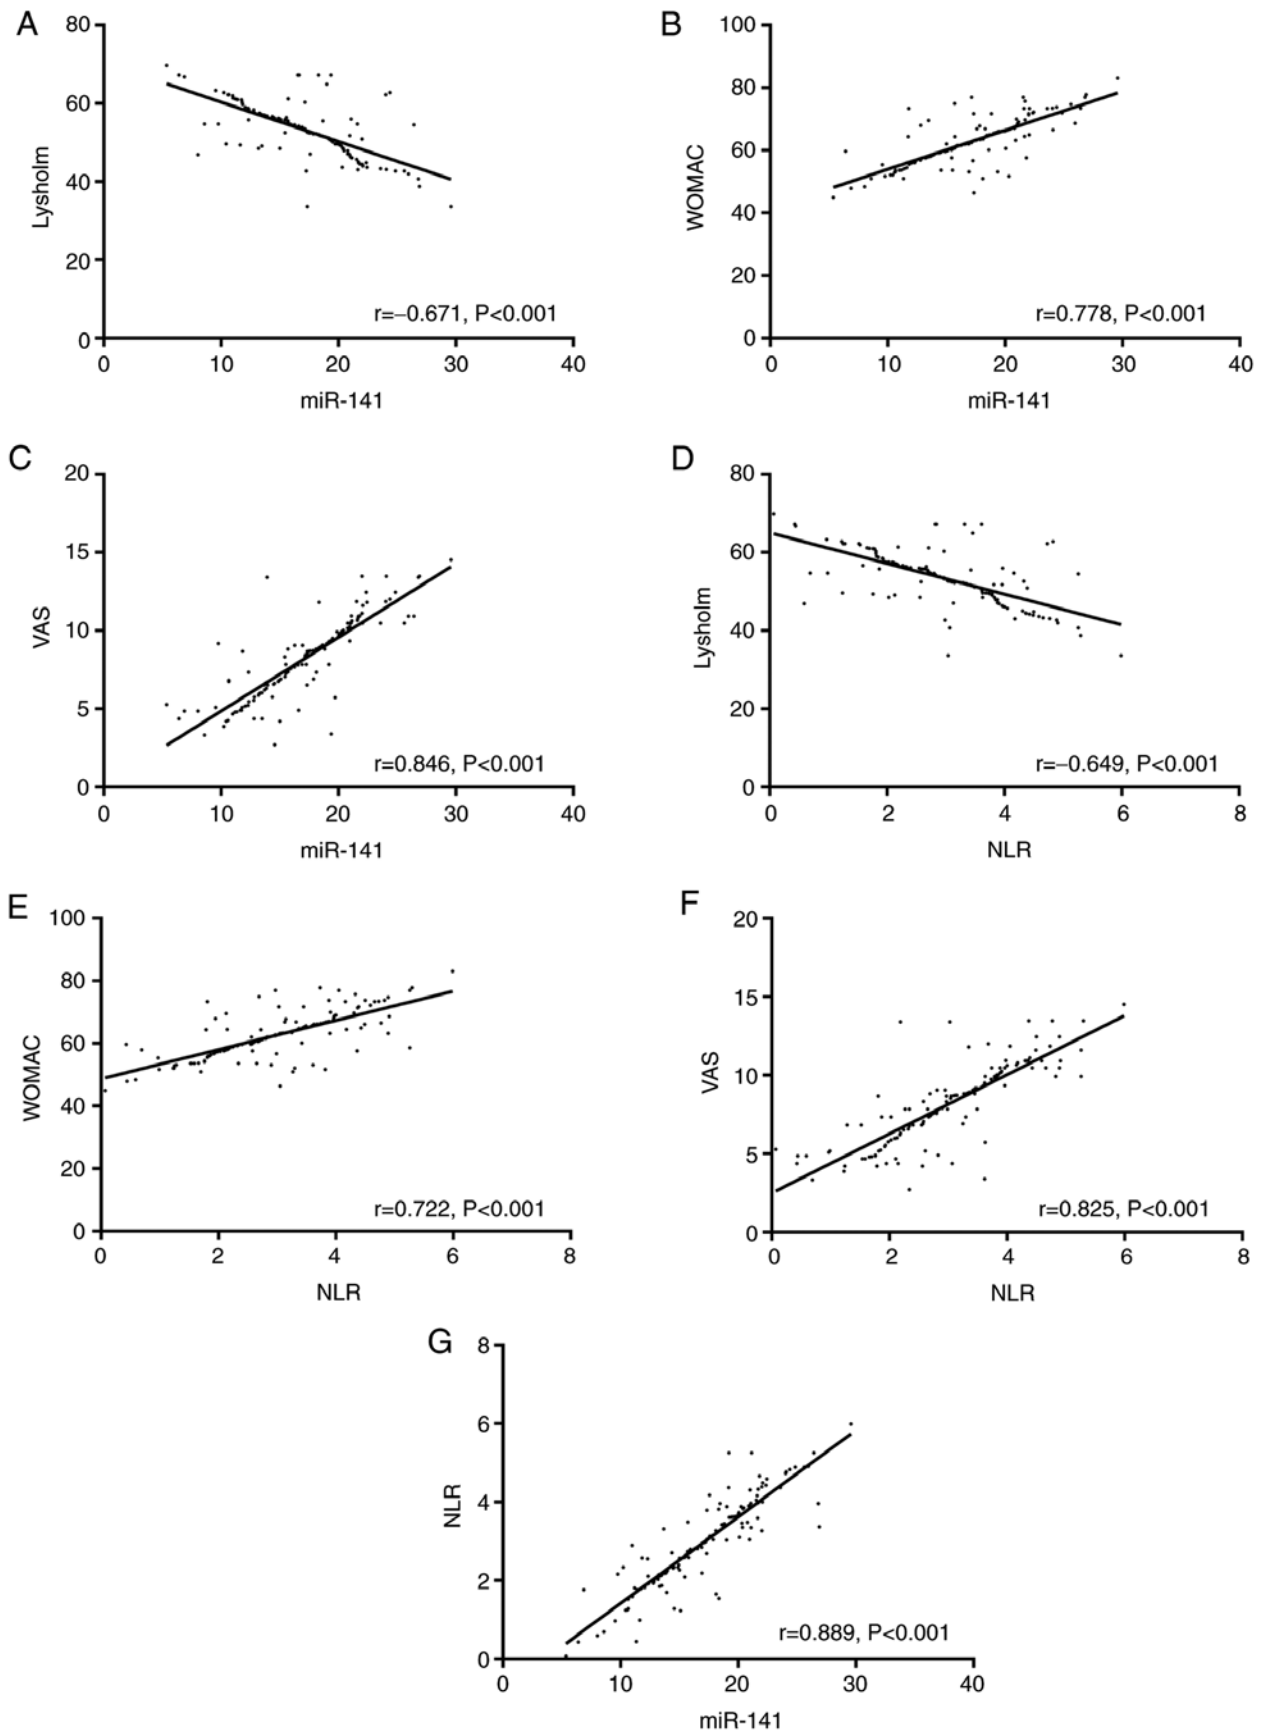 A
80
60
40
20
0
Lysholm
r=−0.671, P<0.001
0 10 20 30 40
miR-141
B
100
80
60
40
20
0
WOMAC
r=0.778, P<0.001
0 10 20 30 40
miR-141
C
20
15
10
5
0
VAS
r=0.846, P<0.001
0 10 20 30 40
miR-141
D
80
60
40
20
0
Lysholm
r=−0.649, P<0.001
0 2 4 6 8
NLR
E
100
80
60
40
20
0
WOMAC
r=0.722, P<0.001
0 2 4 6 8
NLR
F
20
15
10
5
0
VAS
r=0.825, P<0.001
0 2 4 6 8
NLR
G
8
6
4
2
0
NLR
r=0.889, P<0.001
0 10 20 30 40
miR-141